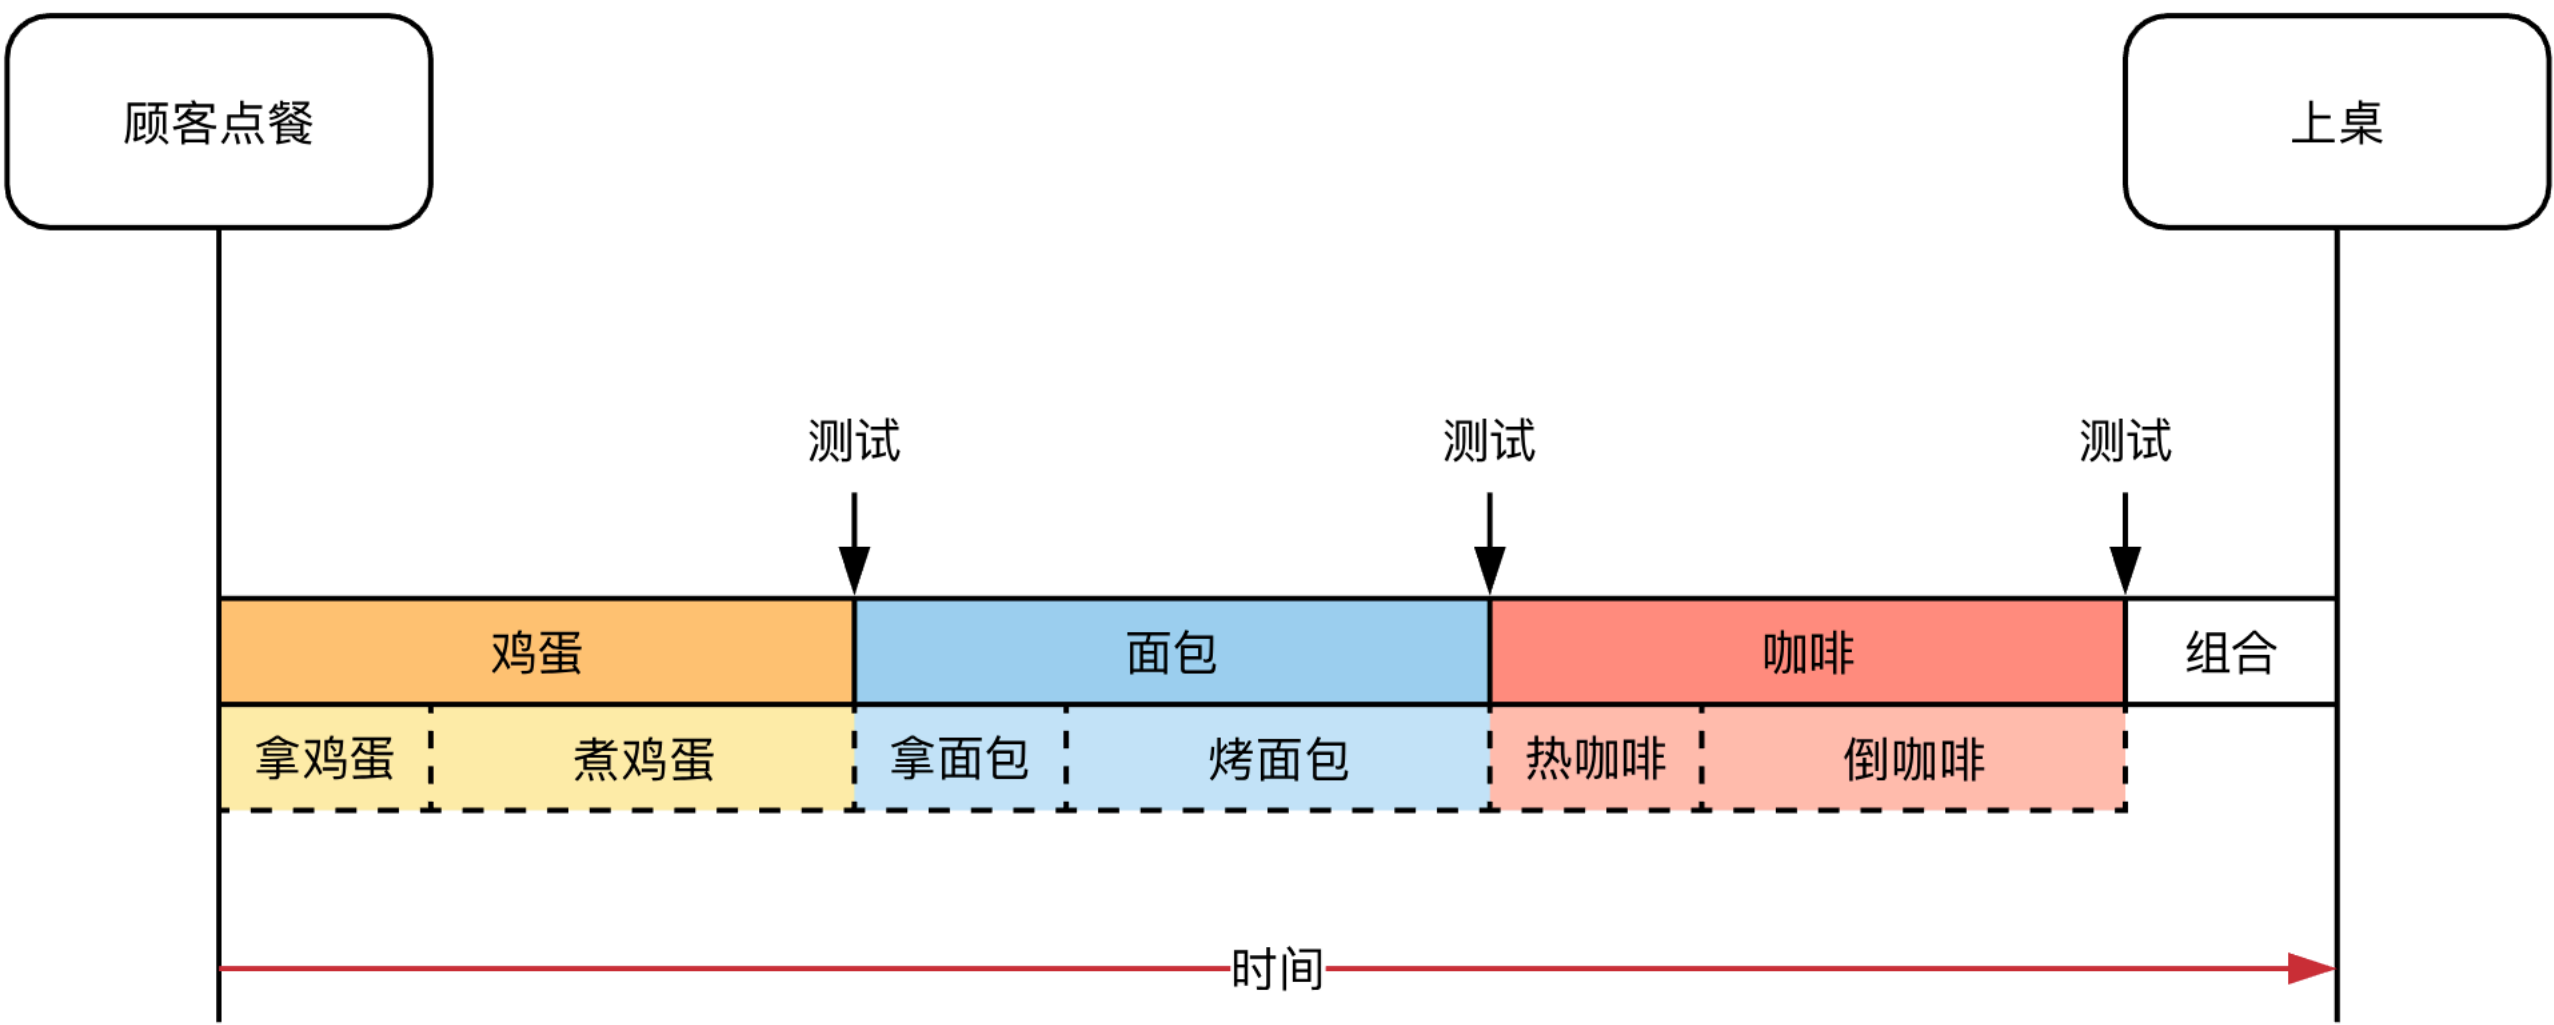 顾客点餐
上桌
测试
测试
测试
鸡蛋
面包
咖啡
组合
拿鸡蛋
煮鸡蛋
拿面包
烤面包
热咖啡
倒咖啡
时间